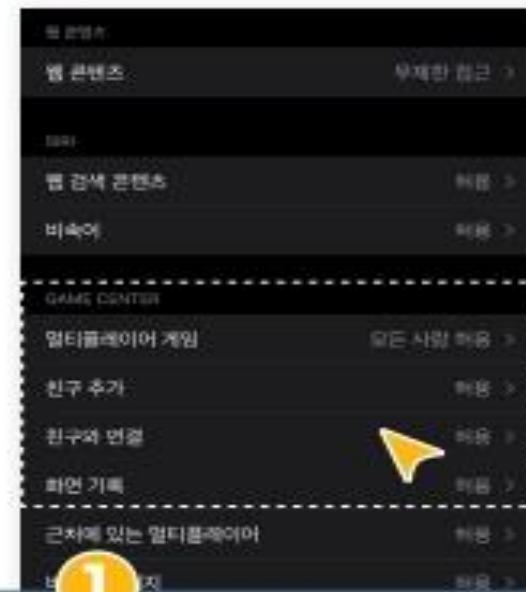 웹 콘텐츠
웹 콘텐츠 무제한 접근
SIRI
웹 검색 콘텐츠 허용
비속어 허용
GAME CENTER
멀티플레이어 게임 모든 사람 허용
친구 추가 허용
친구와 연결 허용
화면 기록 허용
근처에 있는 멀티플레이어 허용
1
허용